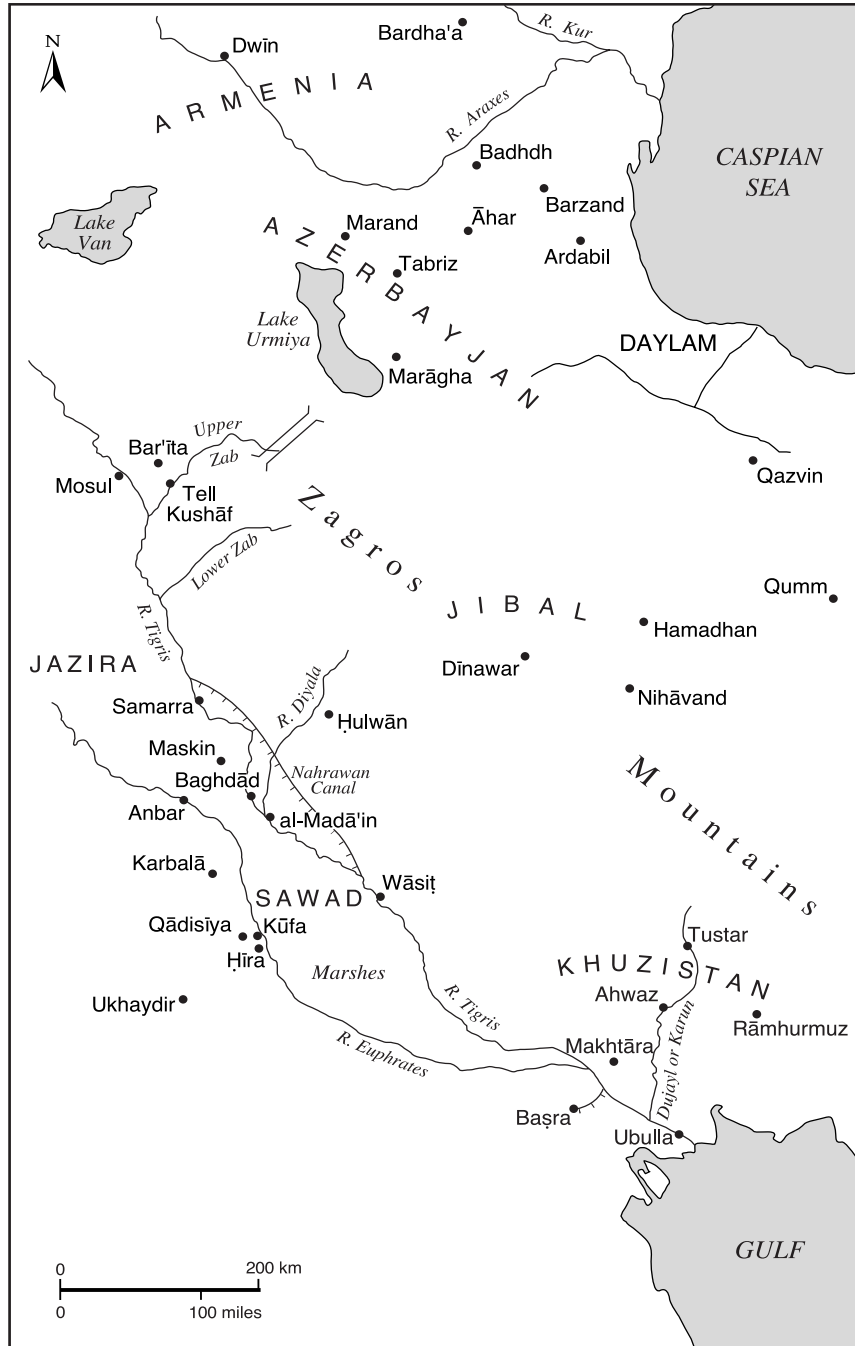 Bardha'a
R. Kur
N
Dwīn
ARMENIA
R. Araxes
CASPIAN
SEA
Badhdh
Barzand
Lake
Van
Marand
Āhar
Ardabil
AZERBAYJAN
Tabriz
Lake
Urmiya
DAYLAM
Marāgha
Upper
Zab
Bar'īta
Mosul
Tell
Kushāf
Qazvin
Zagros
Lower Zab
JIBAL
Qumm
R. Tigris
Hamadhan
JAZIRA
Dīnawar
Nihāvand
Samarra
R. Diyala
Ḥulwān
Maskin
Nahrawan
Canal
Baghdād
Mountains
Anbar
al-Madā'in
Karbalā
SAWAD
Wāsiṭ
Qādisīya
Kūfa
Ḥīra
Tustar
Marshes
KHUZISTAN
Ukhaydir
Ahwaz
R. Tigris
Rāmhurmuz
R. Euphrates
Makhtāra
Dujayl or Karun
Baṣra
Ubulla
GULF
0
200 km
0
100 miles